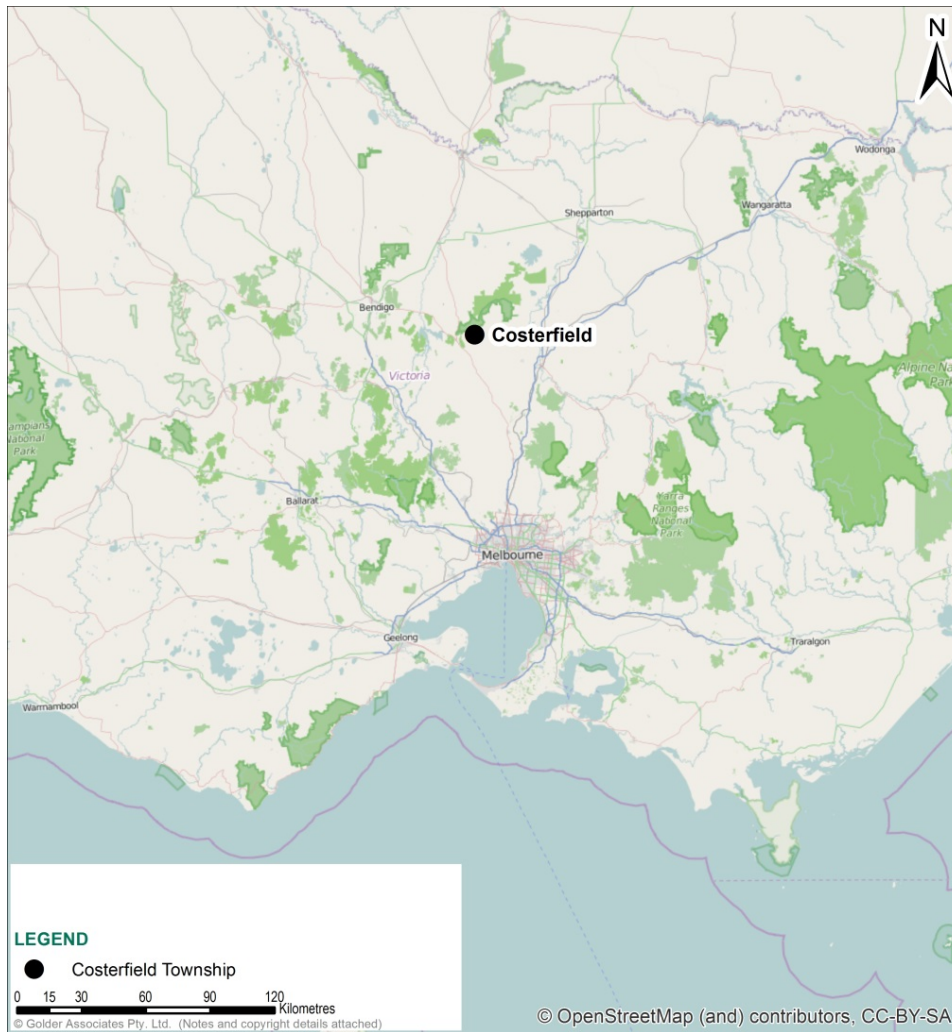 N
Wodonga
Wangaratta
Shepparton
Bendigo
Costerfield
Victoria
Alpine Na
Park
ampians
National
Park
Ballarat
Yarra
Ranges
National
Park
Melbourne
Geelong
Traralgon
Warrnambool
LEGEND
Costerfield Township
0 15 30 60 90 120
Kilometres
© Golder Associates Pty. Ltd. (Notes and copyright details attached)
© OpenStreetMap (and) contributors, CC-BY-SA